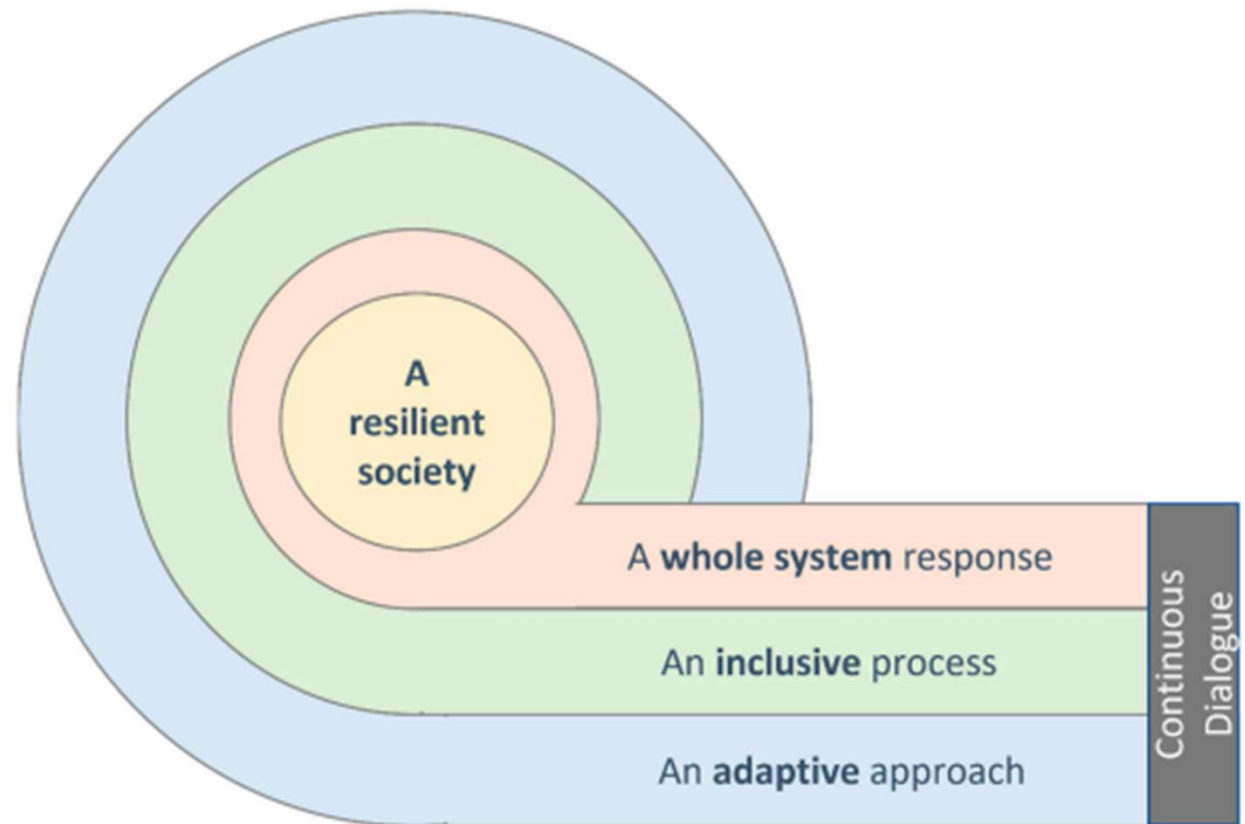 A
resilient
society
A whole system response
An inclusive process
An adaptive approach
Continuous
Dialogue